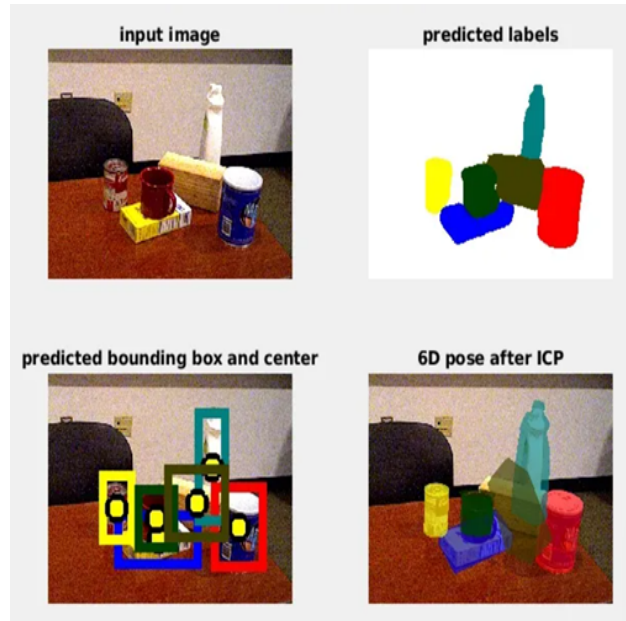 input image
predicted labels
predicted bounding box and center
6D pose after ICP